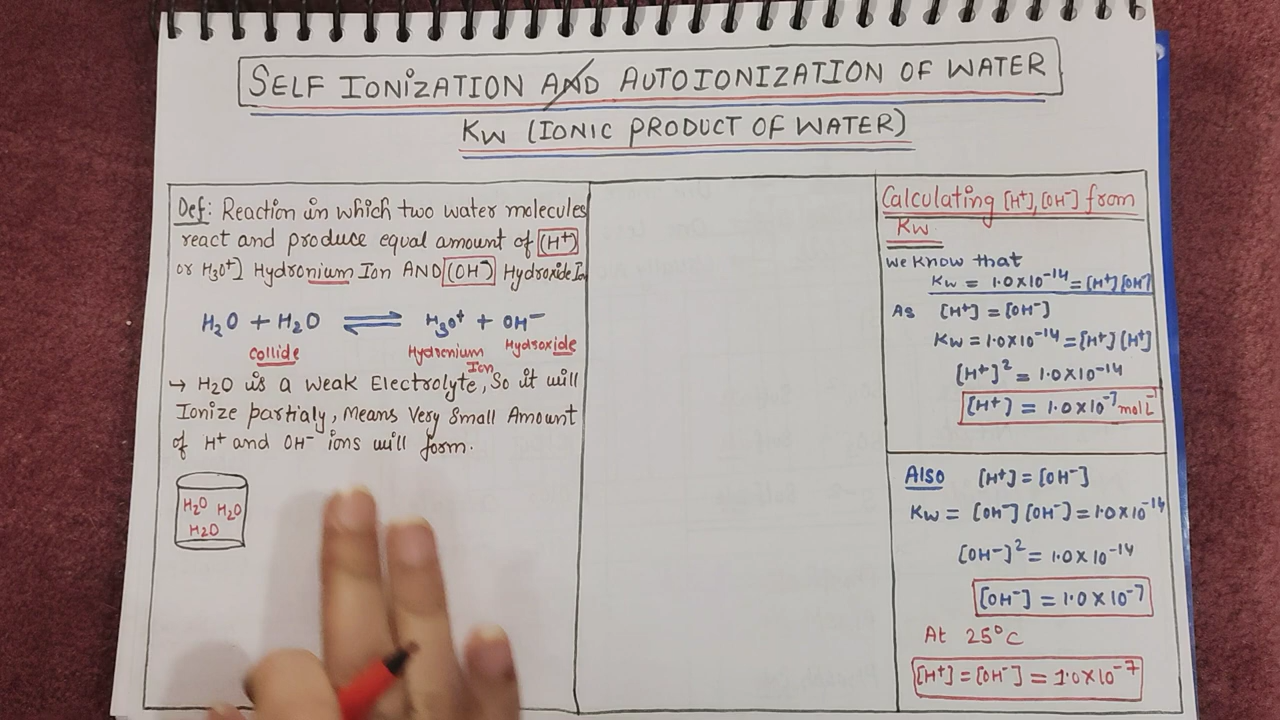 SELF IONIZATION AND AUTOIONIZATION OF WATER
KW (IONIC PRODUCT OF WATER)
Def: Reaction in which two water molecules
react and produce equal amount of (H⁺)
or H₃O⁺] Hydronium Ion AND (OH⁻) Hydroxide Ion
H₂O + H₂O ⇌ H₃O⁺ + OH⁻
Collide Hydronium Ion Hydroxide
→ H₂O is a weak Electrolyte, So it will
Ionize partialy, Means Very Small Amount
of H⁺ and OH⁻ ions will form.
H₂O H₂O
H₂O
Calculating [H⁺], [OH⁻] from
KW
we know that
KW = 1.0×10⁻¹⁴ = [H⁺] [OH⁻]
As [H⁺] = [OH⁻]
KW = 1.0×10⁻¹⁴ = [H⁺] [H⁺]
[H⁺]² = 1.0×10⁻¹⁴
[H⁺) = 1.0×10⁻⁷ mol L⁻
Also [H⁺] = [OH⁻]
KW = [OH⁻] [OH⁻] = 1.0×10⁻¹⁴
[OH⁻]² = 1.0×10⁻¹⁴
[OH⁻] = 1.0×10⁻⁷
At 25°C
[H⁺] = [OH⁻] = 1.0×10⁻⁷